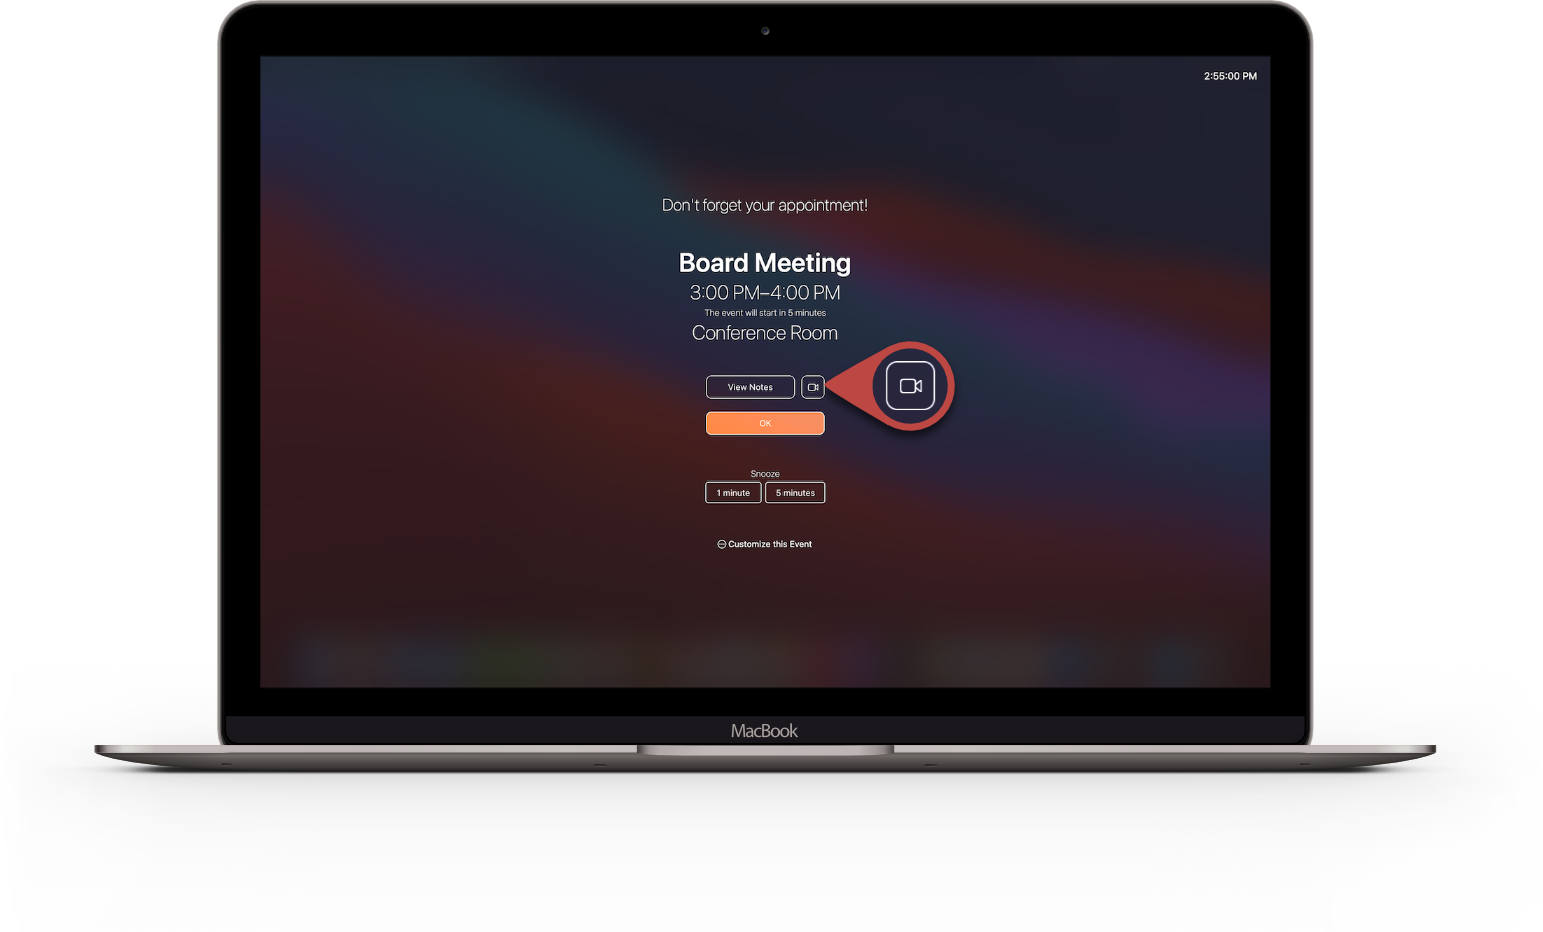 2:55:00 PM
Don't forget your appointment!
Board Meeting
3:00 PM–4:00 PM
The event will start in 5 minutes
Conference Room
View Notes
OK
Snooze
1 minute 5 minutes
Customize this Event
MacBook